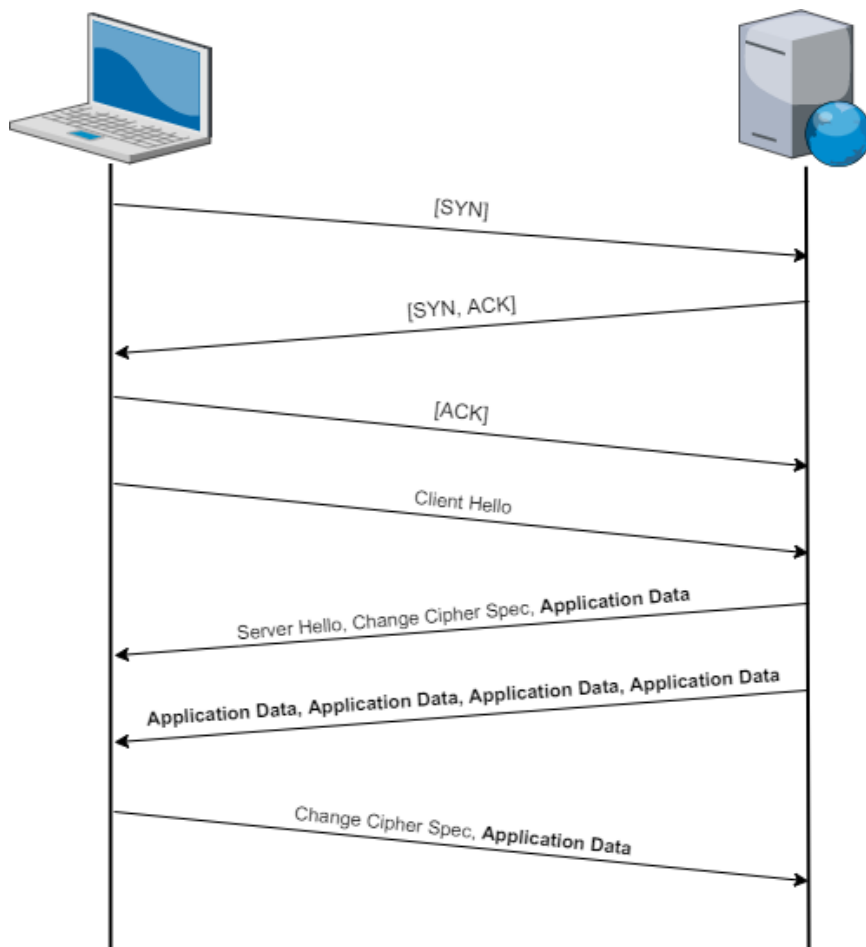 [SYN]
[SYN, ACK]
[ACK]
Client Hello
Server Hello, Change Cipher Spec, Application Data
Application Data, Application Data, Application Data, Application Data
Change Cipher Spec, Application Data